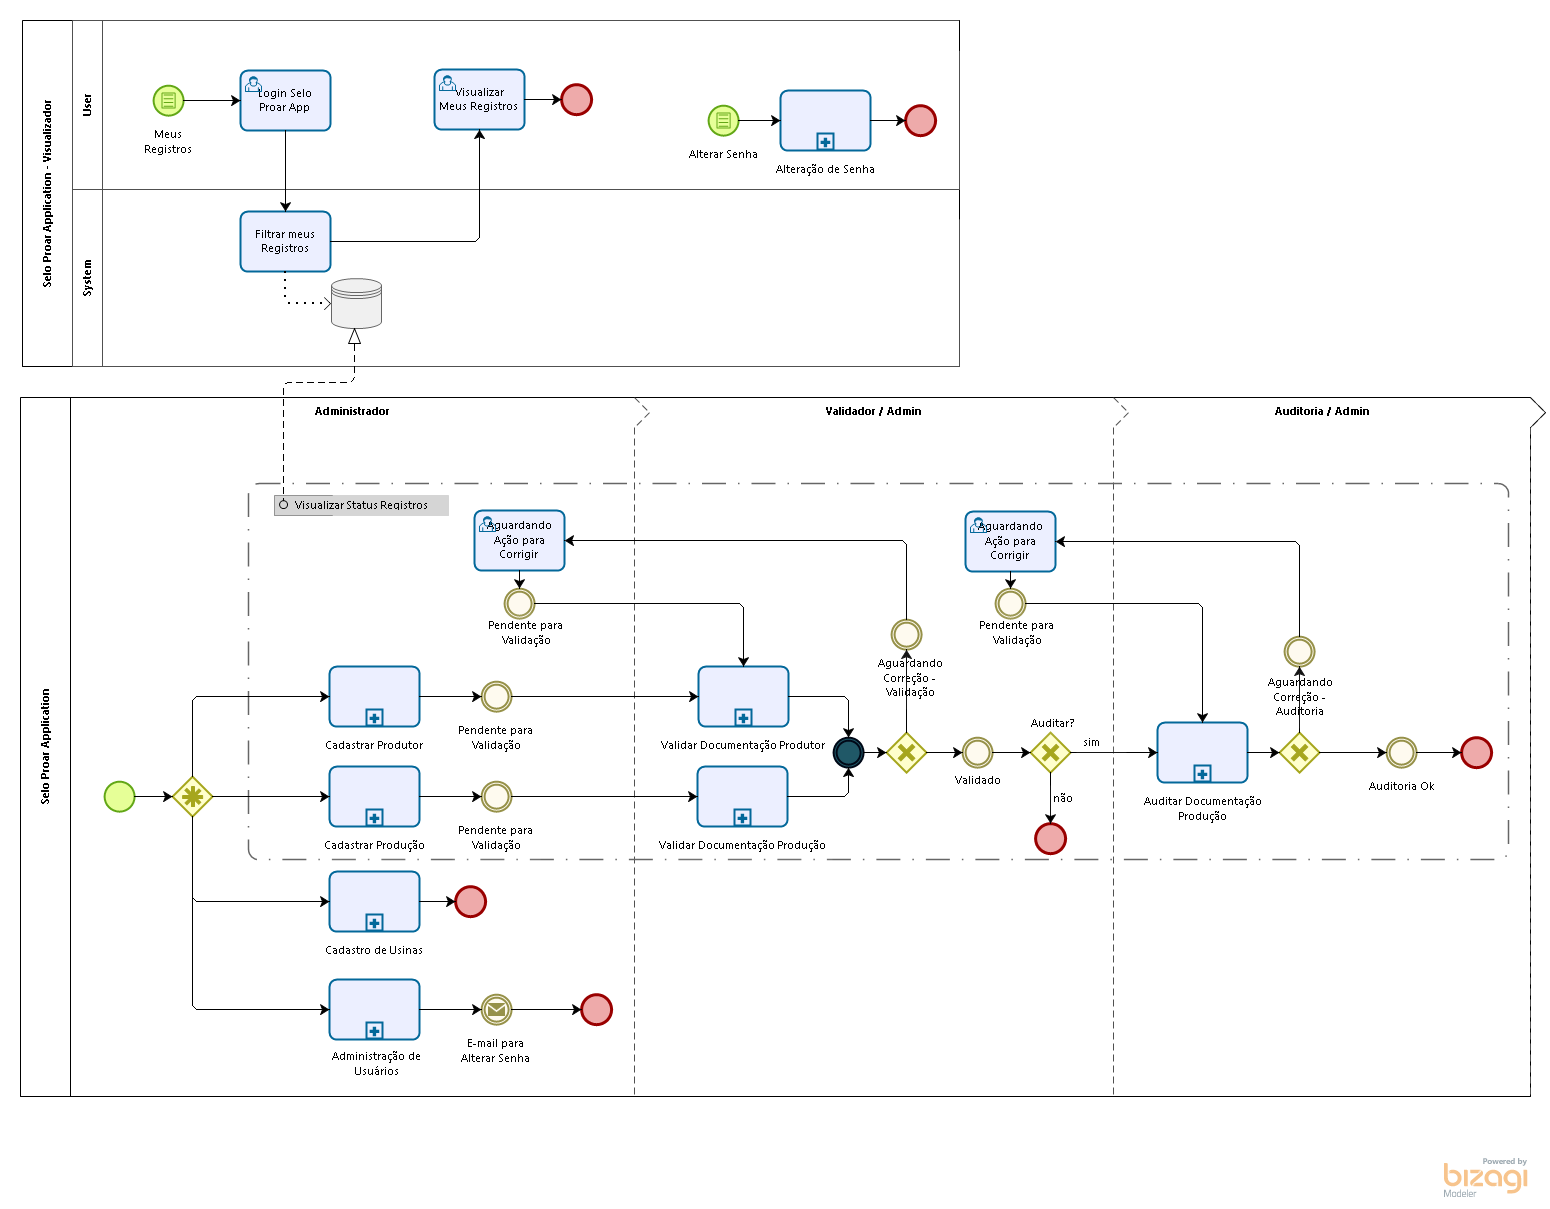 Selo Proar Application - Visualizador
User
System
Meus
Registros
Login Selo
Proar App
Visualizar
Meus Registros
Alterar Senha
Alteração de Senha
Filtrar meus
Registros
Selo Proar Application
Administrador
Validador / Admin
Auditoria / Admin
Visualizar Status Registros
Aguardando
Ação para
Corrigir
Pendente para
Validação
Aguardando
Correção -
Validação
Aguardando
Ação para
Corrigir
Pendente para
Validação
Aguardando
Correção -
Auditoria
Cadastrar Produtor
Pendente para
Validação
Validar Documentação Produtor
Validado
Auditar?
sim
não
Auditar Documentação
Produção
Auditoria Ok
Cadastrar Produção
Pendente para
Validação
Validar Documentação Produção
Cadastro de Usinas
Administração de
Usuários
E-mail para
Alterar Senha
Powered by
bizagi
Modeler